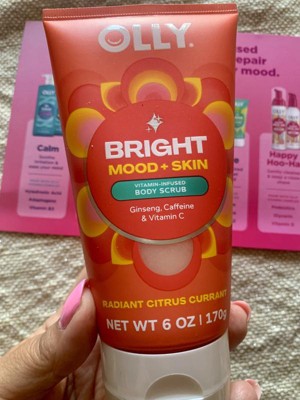 OLLY.
BRIGHT
MOOD + SKIN
VITAMIN-INFUSED
BODY SCRUB
Ginseng, Caffeine
& Vitamin C
RADIANT CITRUS CURRANT
NET WT 6 OZ | 170g
epair
mood.
Calm
Happy
Hoo-Ha